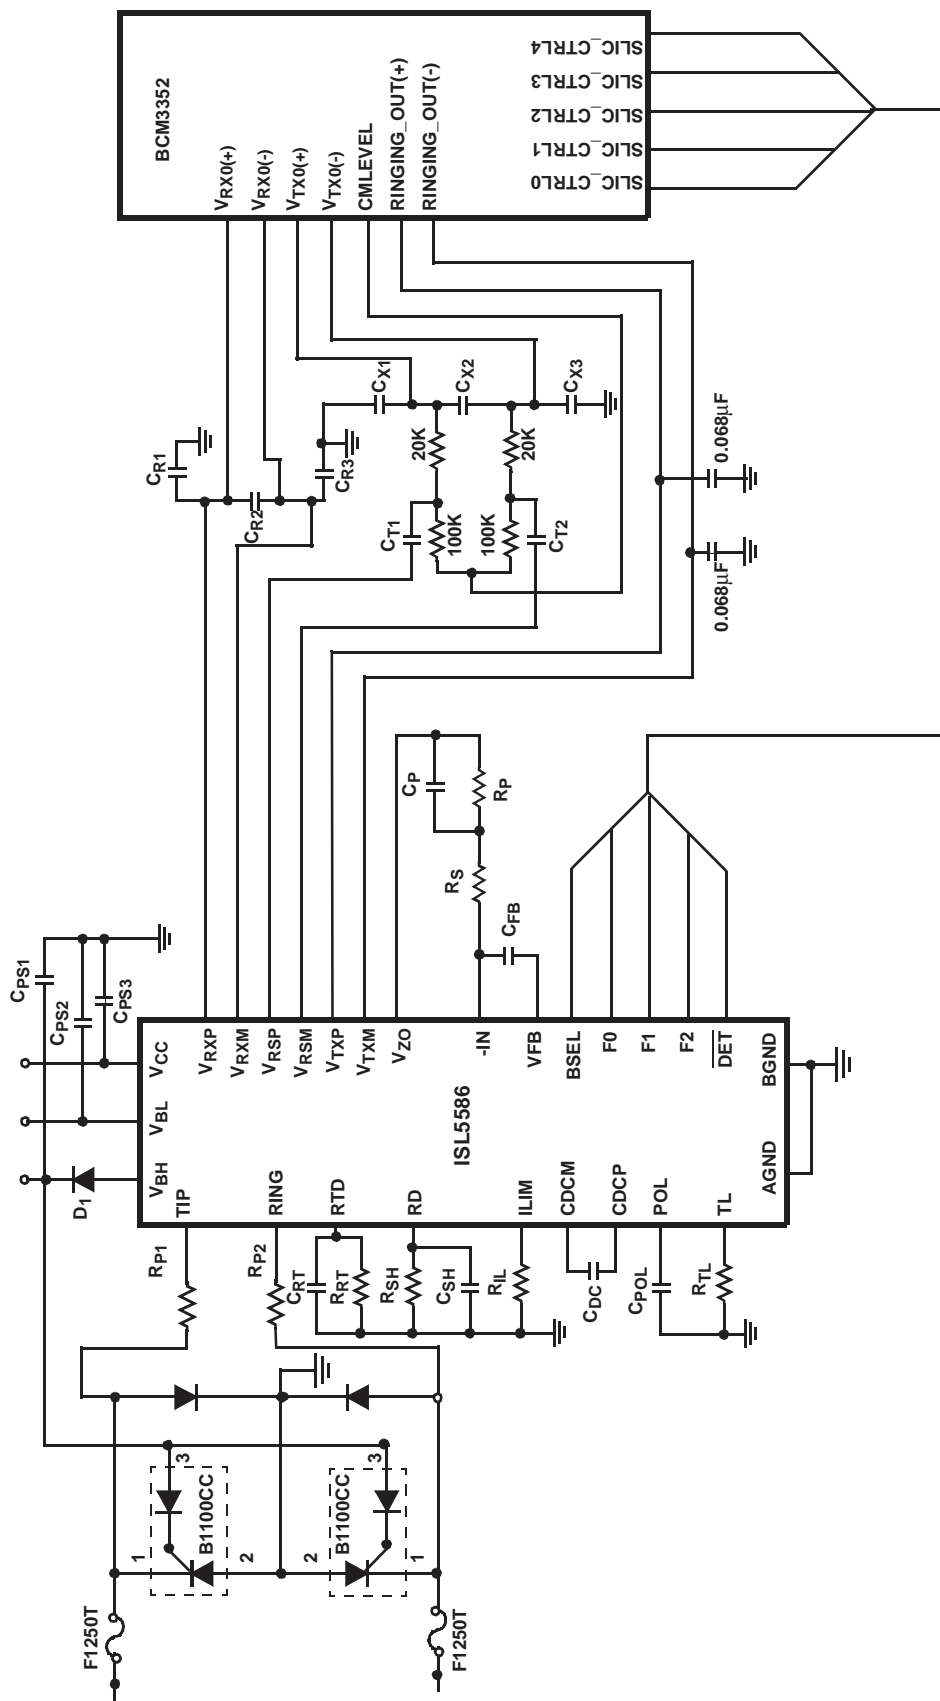 BCM3352
VRX0(+)
VRX0(-)
VTX0(+)
VTX0(-)
CMLEVEL
RINGING_OUT(+)
RINGING_OUT(-)
SLIC_CTRL4
SLIC_CTRL3
SLIC_CTRL2
SLIC_CTRL1
SLIC_CTRL0
CR1
CR2
CR3
CX1
CX2
CX3
20K
20K
CT1
100K
100K
CT2
0.068µF
0.068µF
CP
RP
RS
CFB
CPS1
CPS2
CPS3
ISL5586
VCC
VBL
VBH
VRXP
VRXM
VRSP
VRSM
VTXP
VTXM
VZO
-IN
VFB
BSEL
F0
F1
F2
DET
BGND
AGND
TIP
RING
RTD
RD
ILIM
CDCM
CDCP
POL
TL
D1
RP1
RP2
CRT
RRT
RSH
CSH
RIL
CDC
CPOL
RTL
B1100CC
1
2
3
B1100CC
1
2
3
F1250T
F1250T